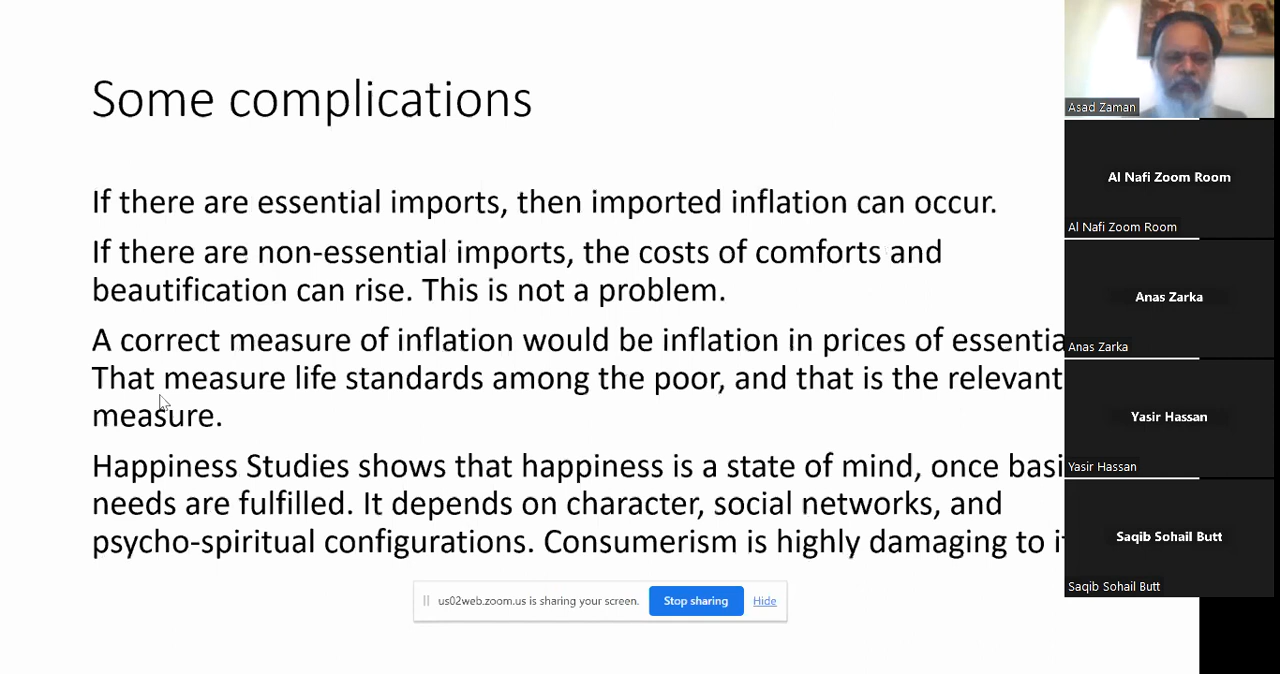 Some complications
If there are essential imports, then imported inflation can occur.
If there are non-essential imports, the costs of comforts and
beautification can rise. This is not a problem.
A correct measure of inflation would be inflation in prices of
That measure life standards among the poor, and that is the relevant
measure.
Happiness Studies shows that happiness is a state of mind, once
needs are fulfilled. It depends on character, social networks, and
psycho-spiritual configurations. Consumerism is highly damaging to
us02web.zoom.us is sharing your screen. Stop sharing Hide
Asad Zaman
Al Nafi Zoom Room
Al Nafi Zoom Room
Anas Zarka
Anas Zarka
Yasir Hassan
Yasir Hassan
Saqib Sohail Butt
Saqib Sohail Butt